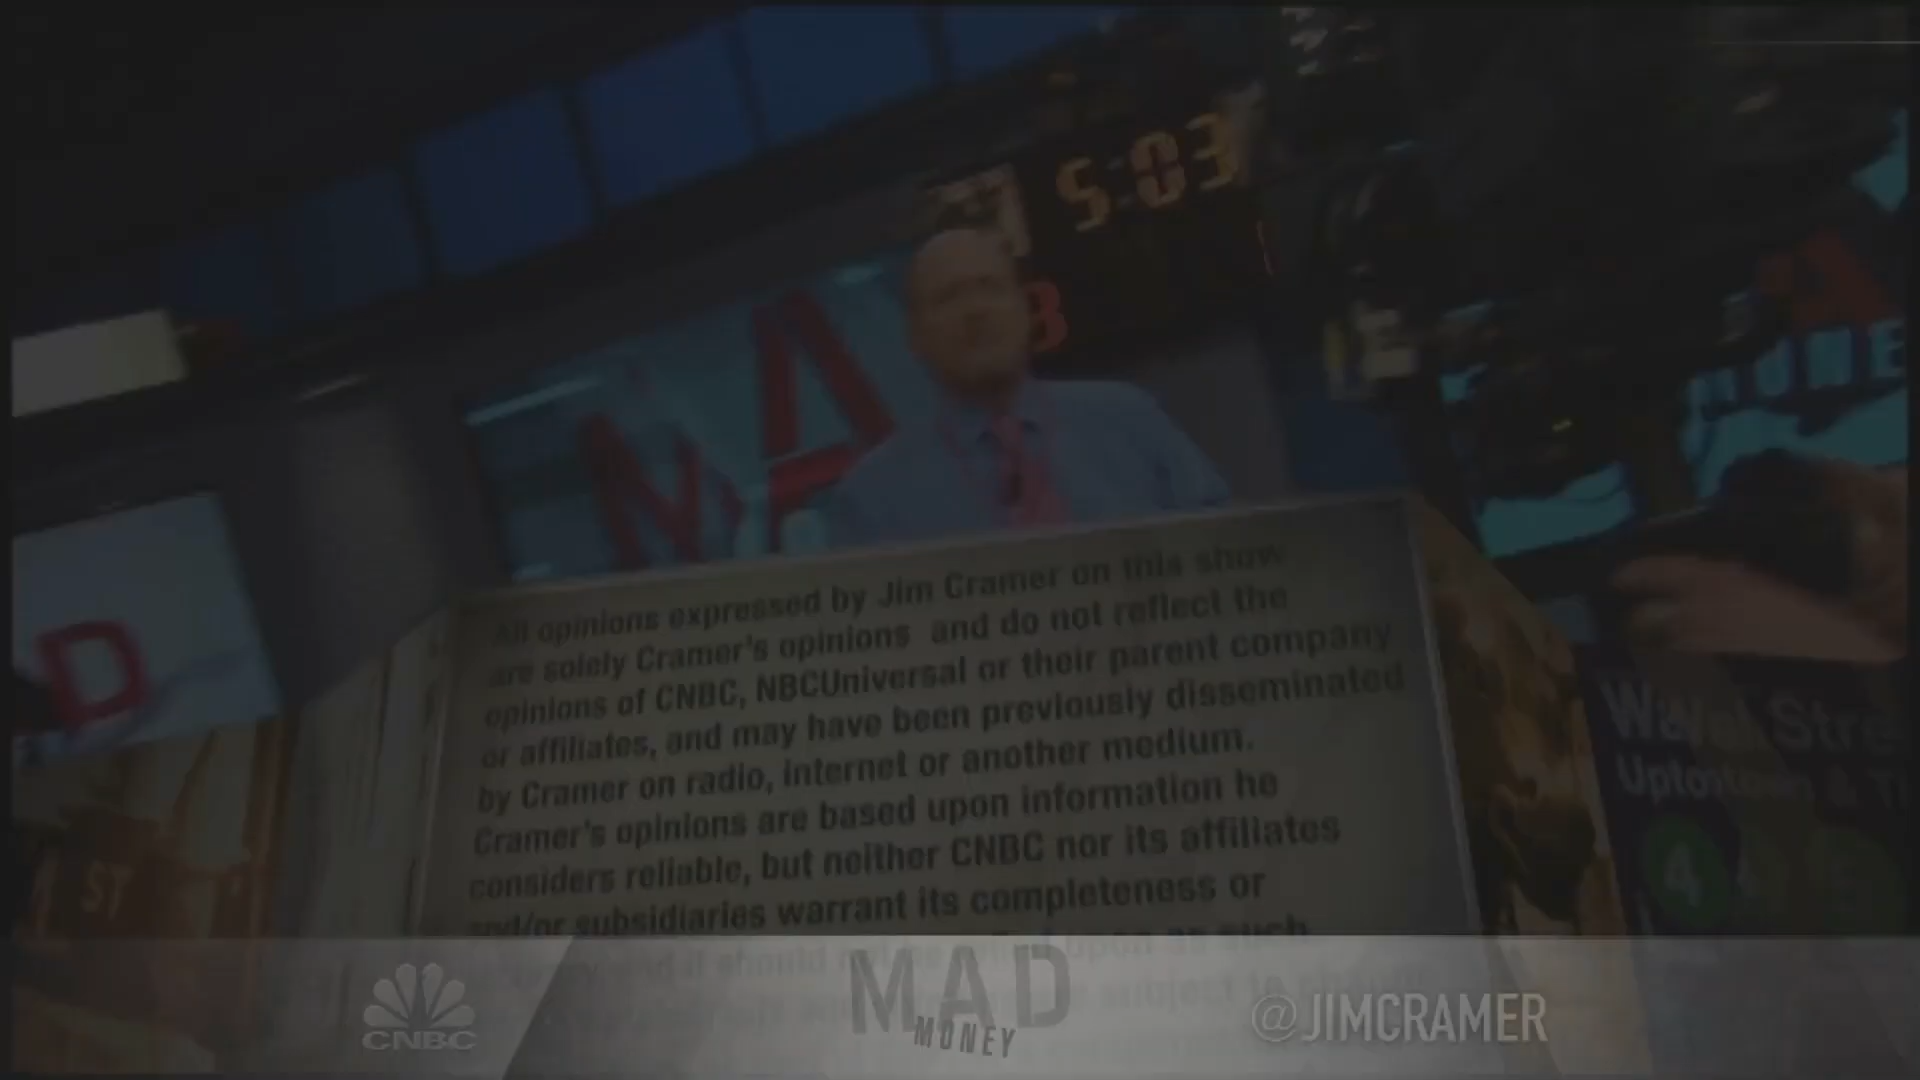 5:03
MA
D
All opinions expressed by Jim Cramer on this show
are solely Cramer's opinions and do not reflect the
opinions of CNBC, NBCUniversal or their parent company
or affiliates, and may have been previously disseminated
by Cramer on radio, internet or another medium.
Cramer's opinions are based upon information he
considers reliable, but neither CNBC nor its affiliates
and/or subsidiaries warrant its completeness or
ST
4
CNBC
MAD
MONEY
@JIMCRAMER